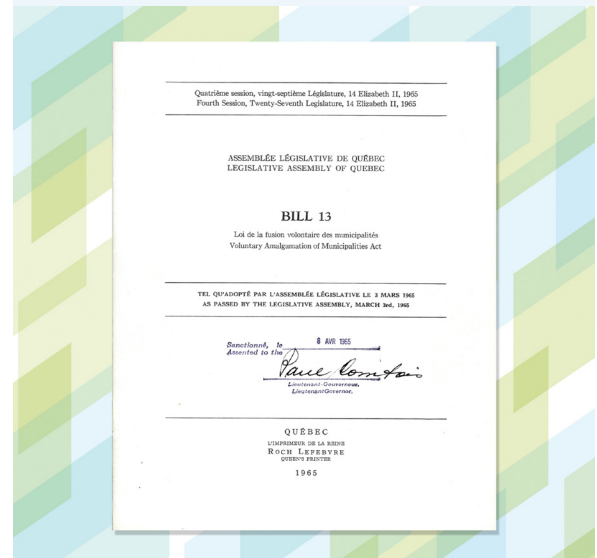 Quatrième session, vingt-septième Législature, 14 Elizabeth II, 1965
Fourth Session, Twenty-Seventh Legislature, 14 Elizabeth II, 1965
ASSEMBLÉE LÉGISLATIVE DE QUÉBEC
LEGISLATIVE ASSEMBLY OF QUEBEC
BILL 13
Loi de la fusion volontaire des municipalités
Voluntary Amalgamation of Municipalities Act
TEL QU'ADOPTÉ PAR L'ASSEMBLÉE LÉGISLATIVE LE 3 MARS 1965
AS PASSED BY THE LEGISLATIVE ASSEMBLY, MARCH 3rd, 1965
Sanctionné, le 8 AVR 1965
Assented to the
Paul Comtois
Lieutenant-Gouverneur,
Lieutenant Governor.
QUÉBEC
L'IMPRIMEUR DE LA REINE
ROCH LEFEBVRE
QUEEN'S PRINTER
1965